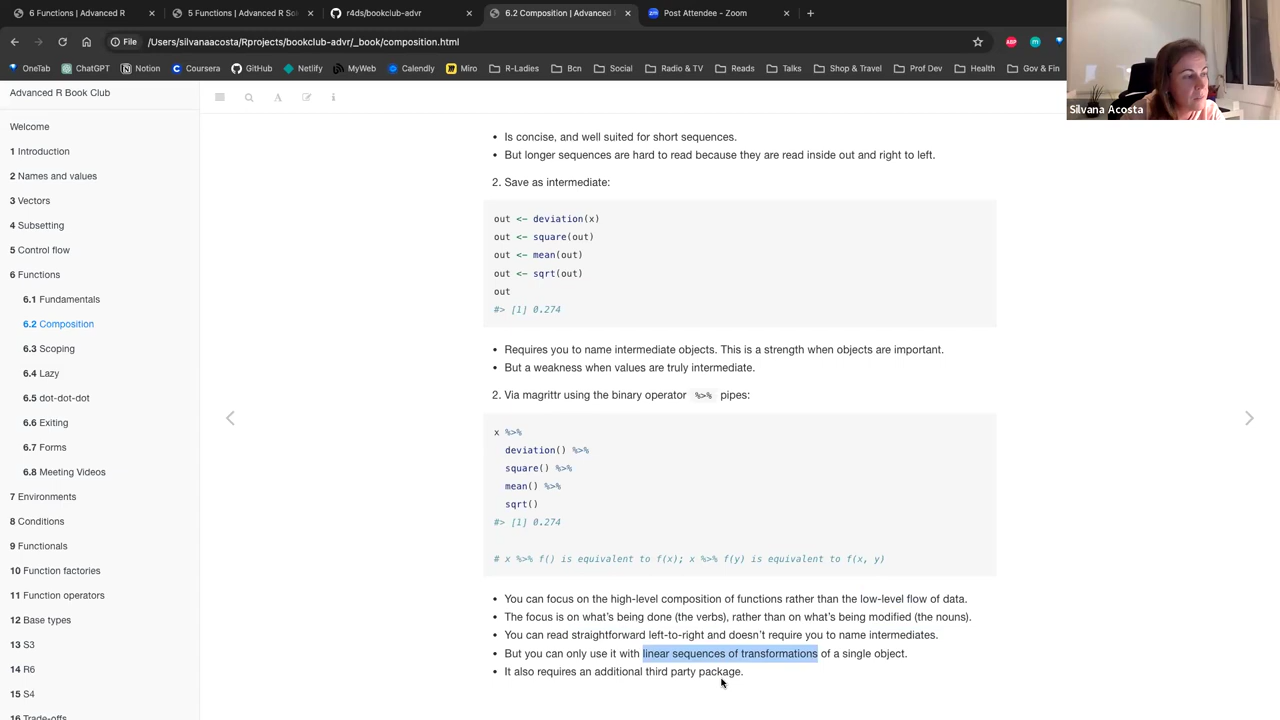 6 Functions | Advanced R
5 Functions | Advanced R Sol
r4ds/bookclub-advr
6.2 Composition | Advanced
Post Attendee - Zoom
File /Users/silvanaacosta/Rprojects/bookclub-advr/_book/composition.html
OneTab ChatGPT Notion Coursera GitHub Netlify MyWeb Calendly Miro R-Ladies Bcn Social Radio & TV Reads Talks Shop & Travel Prof Dev Health Gov & Fin
Silvana Acosta
Advanced R Book Club
Welcome
1 Introduction
2 Names and values
3 Vectors
4 Subsetting
5 Control flow
6 Functions
6.1 Fundamentals
6.2 Composition
6.3 Scoping
6.4 Lazy
6.5 dot-dot-dot
6.6 Exiting
6.7 Forms
6.8 Meeting Videos
7 Environments
8 Conditions
9 Functionals
10 Function factories
11 Function operators
12 Base types
13 S3
14 R6
15 S4
16 Trade-offs
• Is concise, and well suited for short sequences.
• But longer sequences are hard to read because they are read inside out and right to left.
2. Save as intermediate:
out <- deviation(x)
out <- square(out)
out <- mean(out)
out <- sqrt(out)
out
#> [1] 0.274
• Requires you to name intermediate objects. This is a strength when objects are important.
• But a weakness when values are truly intermediate.
2. Via magrittr using the binary operator %>% pipes:
x %>%
deviation() %>%
square() %>%
mean() %>%
sqrt()
#> [1] 0.274
# x %>% f() is equivalent to f(x); x %>% f(y) is equivalent to f(x, y)
• You can focus on the high-level composition of functions rather than the low-level flow of data.
• The focus is on what’s being done (the verbs), rather than on what’s being modified (the nouns).
• You can read straightforward left-to-right and doesn’t require you to name intermediates.
• But you can only use it with linear sequences of transformations of a single object.
• It also requires an additional third party package.